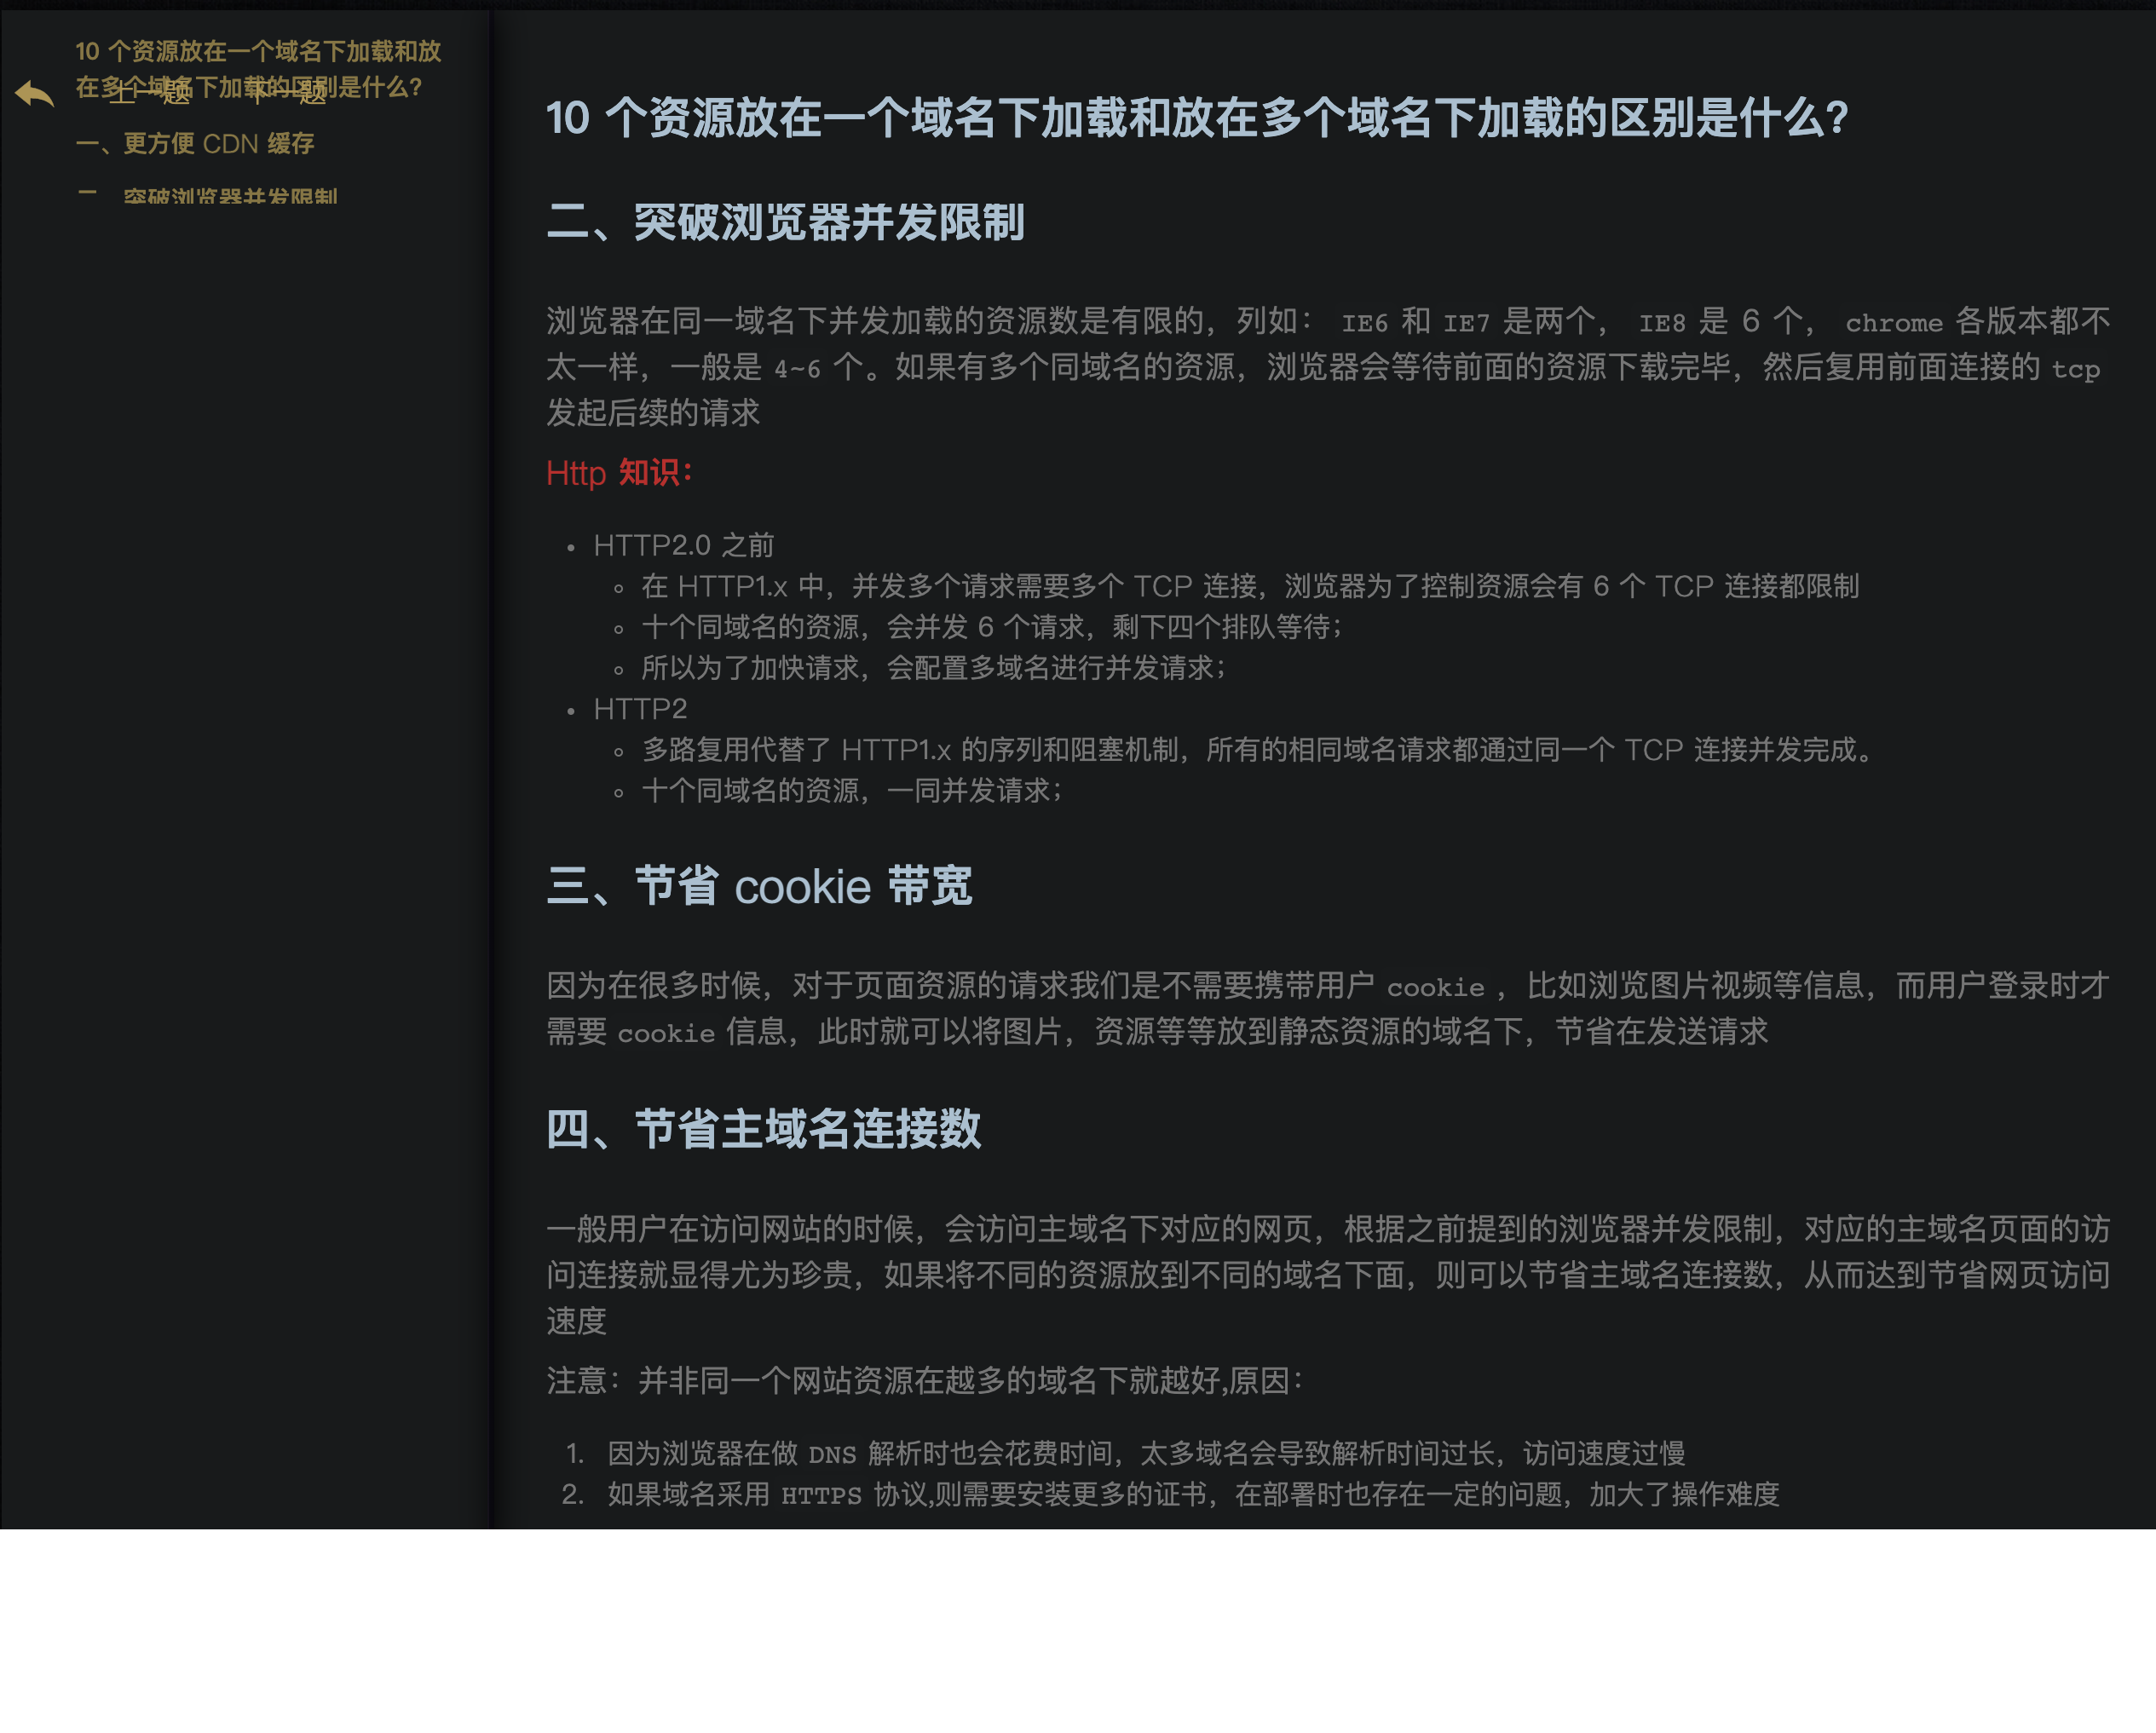 10 个资源放在一个域名下加载和放
在多个域名下加载的区别是什么？
上一题 下一题
一、更方便 CDN 缓存
二、突破浏览器并发限制
10 个资源放在一个域名下加载和放在多个域名下加载的区别是什么？
二、突破浏览器并发限制
浏览器在同一域名下并发加载的资源数是有限的，列如： IE6 和 IE7 是两个， IE8 是 6 个， chrome 各版本都不
太一样，一般是 4~6 个。如果有多个同域名的资源，浏览器会等待前面的资源下载完毕，然后复用前面连接的 tcp
发起后续的请求
Http 知识：
• HTTP2.0 之前
◦ 在 HTTP1.x 中，并发多个请求需要多个 TCP 连接，浏览器为了控制资源会有 6 个 TCP 连接都限制
◦ 十个同域名的资源，会并发 6 个请求，剩下四个排队等待；
◦ 所以为了加快请求，会配置多域名进行并发请求；
• HTTP2
◦ 多路复用代替了 HTTP1.x 的序列和阻塞机制，所有的相同域名请求都通过同一个 TCP 连接并发完成。
◦ 十个同域名的资源，一同并发请求；
三、节省 cookie 带宽
因为在很多时候，对于页面资源的请求我们是不需要携带用户 cookie ，比如浏览图片视频等信息，而用户登录时才
需要 cookie 信息，此时就可以将图片，资源等等放到静态资源的域名下，节省在发送请求
四、节省主域名连接数
一般用户在访问网站的时候，会访问主域名下对应的网页，根据之前提到的浏览器并发限制，对应的主域名页面的访
问连接就显得尤为珍贵，如果将不同的资源放到不同的域名下面，则可以节省主域名连接数，从而达到节省网页访问
速度
注意：并非同一个网站资源在越多的域名下就越好,原因：
1. 因为浏览器在做 DNS 解析时也会花费时间，太多域名会导致解析时间过长，访问速度过慢
2. 如果域名采用 HTTPS 协议,则需要安装更多的证书，在部署时也存在一定的问题，加大了操作难度